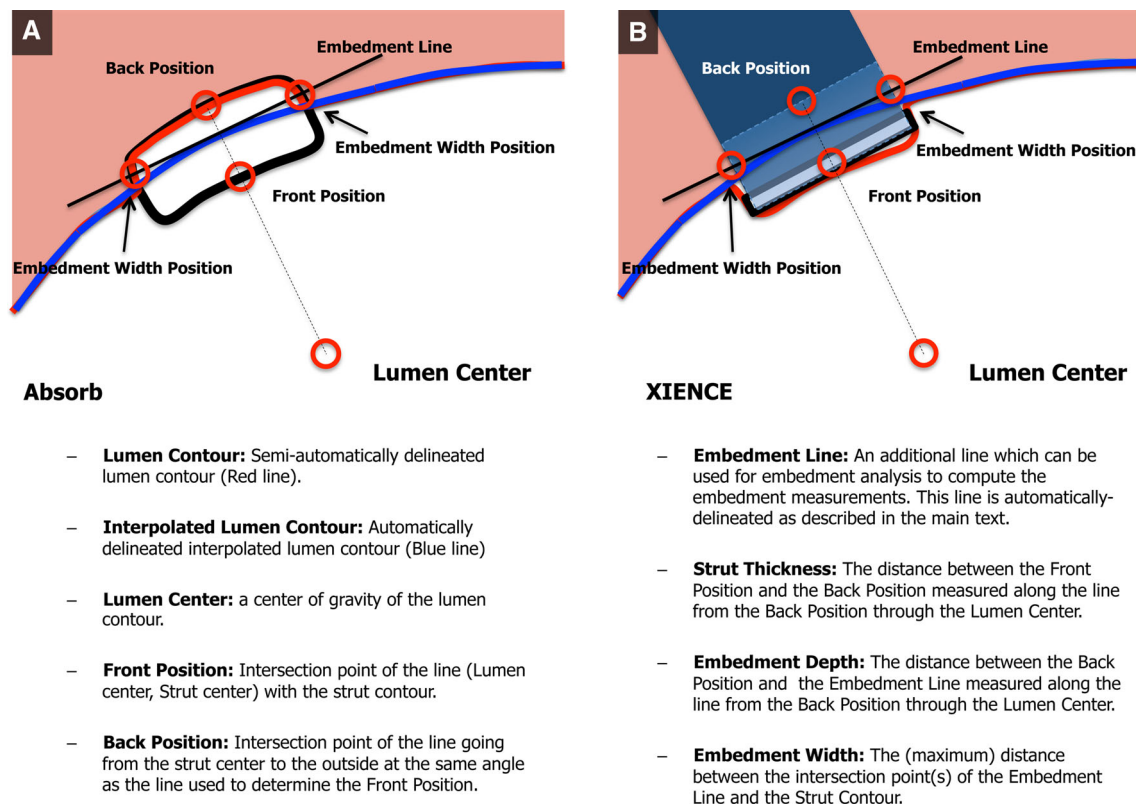 A
Embedment Line
Back Position
Embedment Width Position
Front Position
Embedment Width Position
Lumen Center
Absorb
– Lumen Contour: Semi-automatically delineated
lumen contour (Red line).
– Interpolated Lumen Contour: Automatically
delineated interpolated lumen contour (Blue line)
– Lumen Center: a center of gravity of the lumen
contour.
– Front Position: Intersection point of the line (Lumen
center, Strut center) with the strut contour.
– Back Position: Intersection point of the line going
from the strut center to the outside at the same angle
as the line used to determine the Front Position.
B
Embedment Line
Back Position
Embedment Width Position
Front Position
Embedment Width Position
Lumen Center
XIENCE
– Embedment Line: An additional line which can be
used for embedment analysis to compute the
embedment measurements. This line is automatically-
delineated as described in the main text.
– Strut Thickness: The distance between the Front
Position and the Back Position measured along the line
from the Back Position through the Lumen Center.
– Embedment Depth: The distance between the Back
Position and the Embedment Line measured along the
line from the Back Position through the Lumen Center.
– Embedment Width: The (maximum) distance
between the intersection point(s) of the Embedment
Line and the Strut Contour.